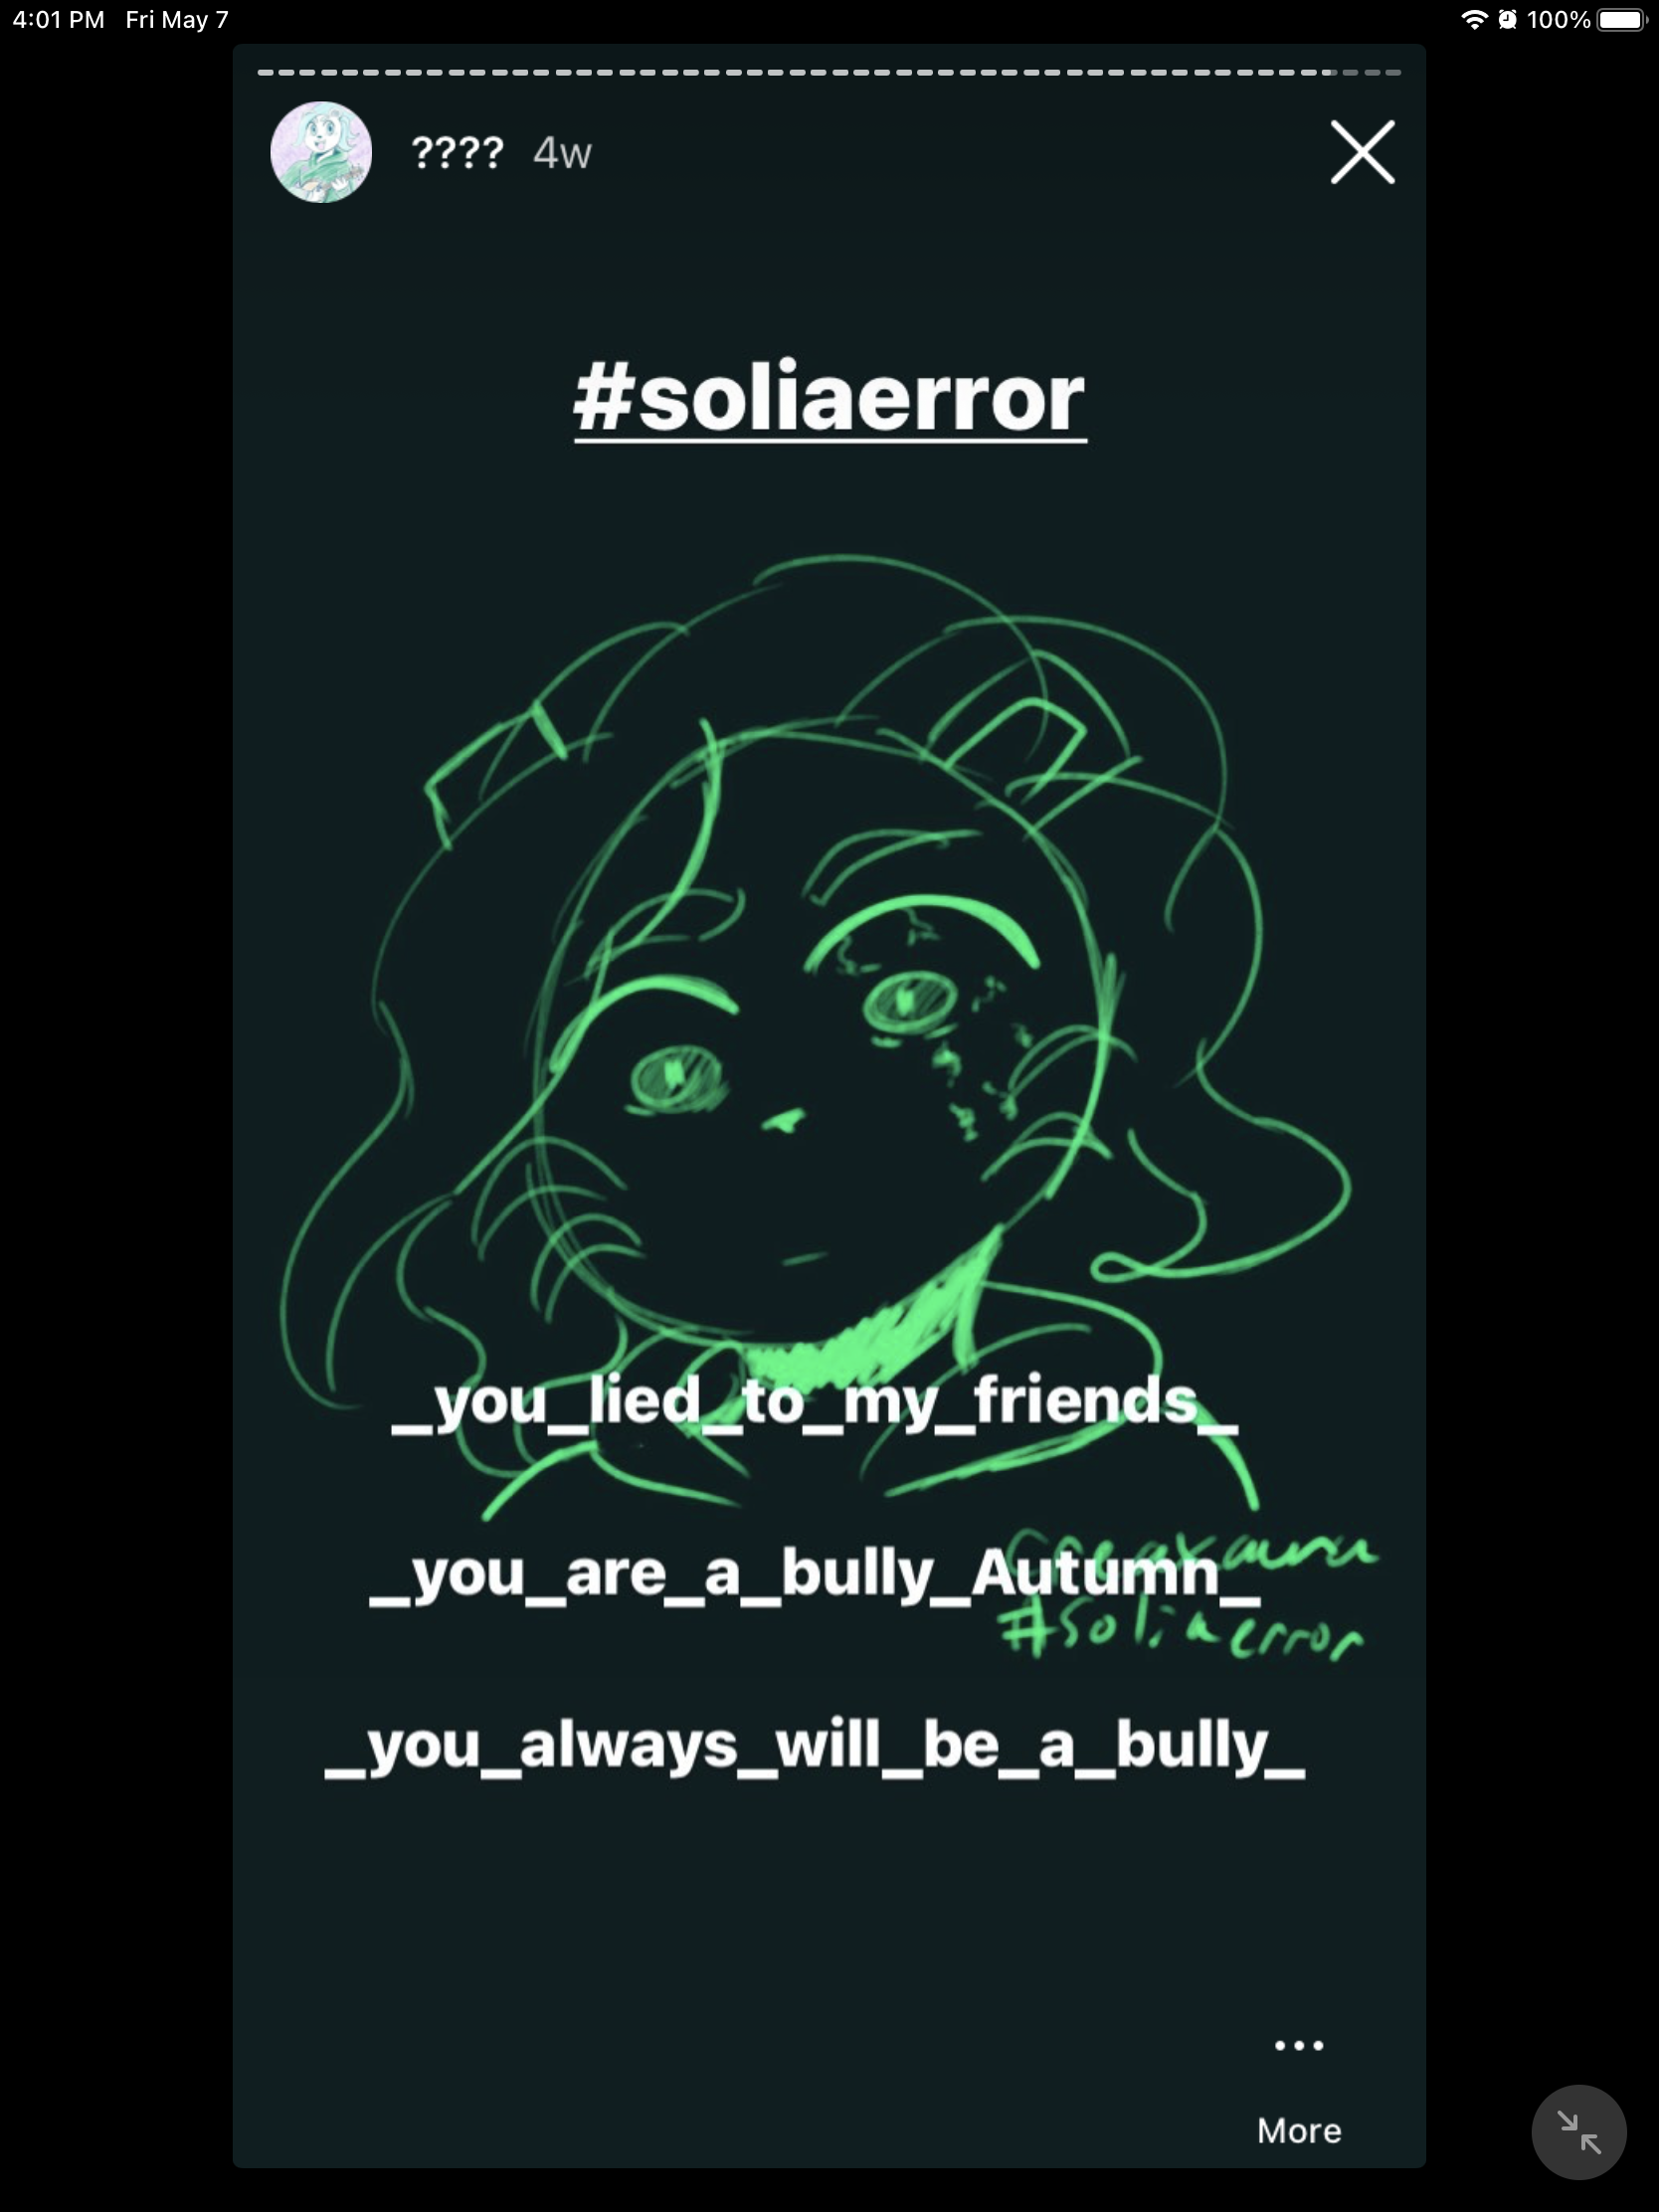 4:01 PM Fri May 7
100%
???? 4w
#soliaerror
_you_lied_to_my_friends_
_you_are_a_bully_Autumn_
#soliaerror
_you_always_will_be_a_bully_
More